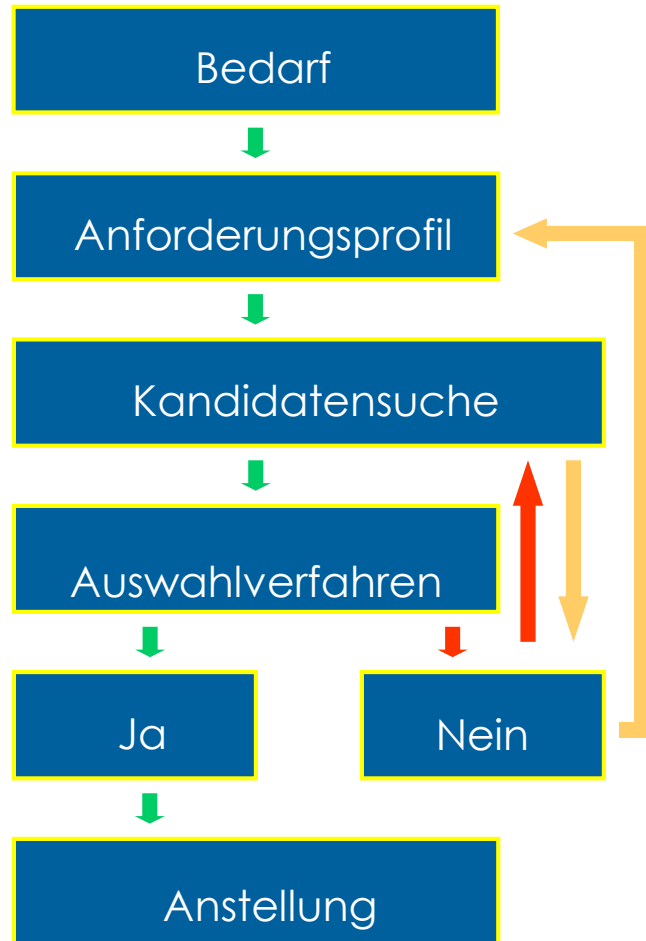 Bedarf
Anforderungsprofil
Kandidatensuche
Auswahlverfahren
Ja
Nein
Anstellung